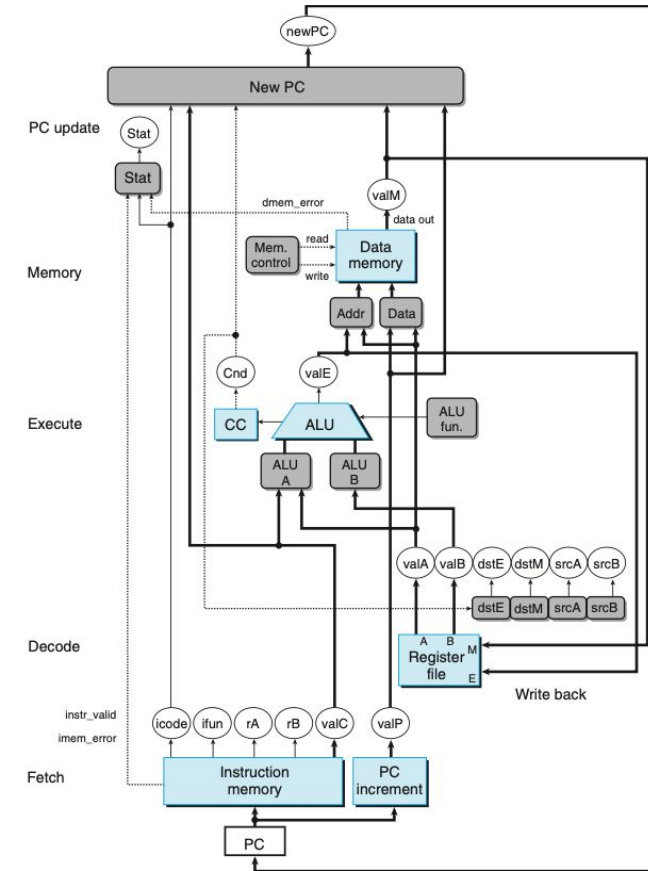 newPC
New PC
PC update
Stat
Stat
valM
dmem_error
data out
read
Mem.
control
write
Data
memory
Memory
Addr
Data
Cnd
valE
Execute
CC
ALU
ALU
fun.
ALU
A
ALU
B
valA
valB
dstE
dstM
srcA
srcB
dstE
dstM
srcA
srcB
Decode
A
B
M
Register
file
E
Write back
instr_valid
icode
ifun
rA
rB
valC
valP
imem_error
Fetch
Instruction
memory
PC
increment
PC